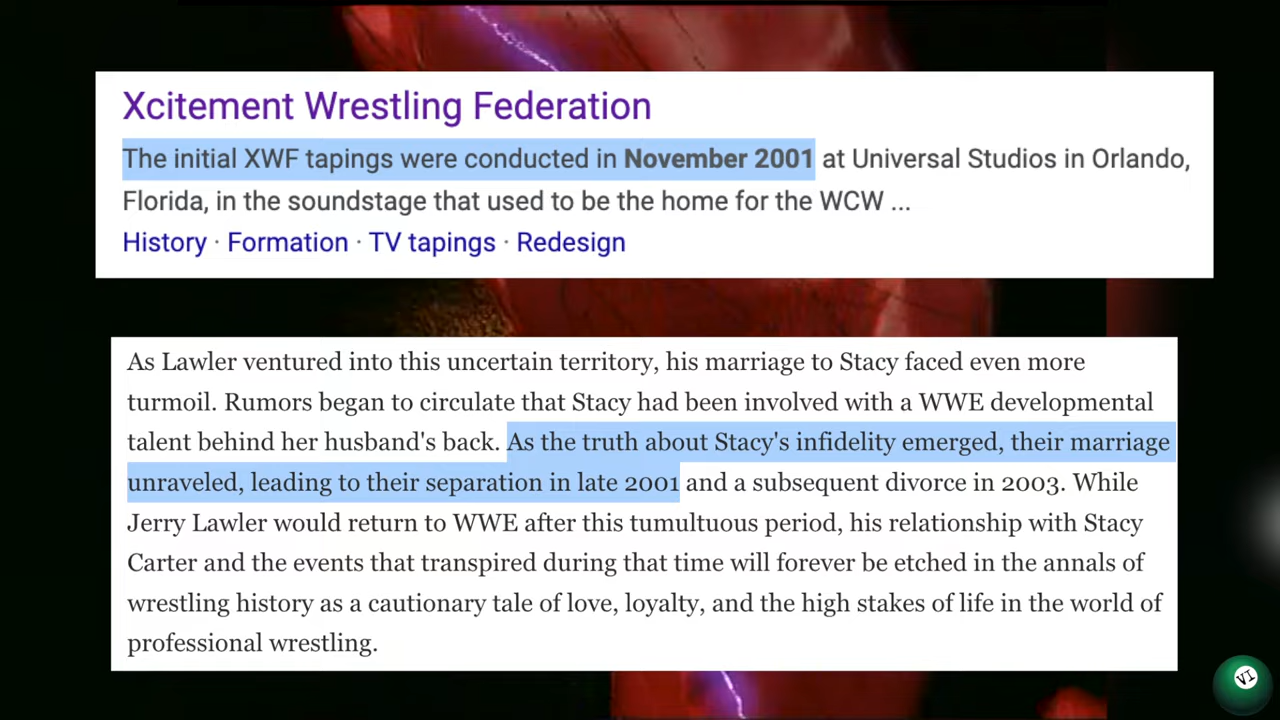 Xcitement Wrestling Federation
The initial XWF tapings were conducted in November 2001 at Universal Studios in Orlando,
Florida, in the soundstage that used to be the home for the WCW ...
History · Formation · TV tapings · Redesign
As Lawler ventured into this uncertain territory, his marriage to Stacy faced even more
turmoil. Rumors began to circulate that Stacy had been involved with a WWE developmental
talent behind her husband's back. As the truth about Stacy's infidelity emerged, their marriage
unraveled, leading to their separation in late 2001 and a subsequent divorce in 2003. While
Jerry Lawler would return to WWE after this tumultuous period, his relationship with Stacy
Carter and the events that transpired during that time will forever be etched in the annals of
wrestling history as a cautionary tale of love, loyalty, and the high stakes of life in the world of
professional wrestling.
VI